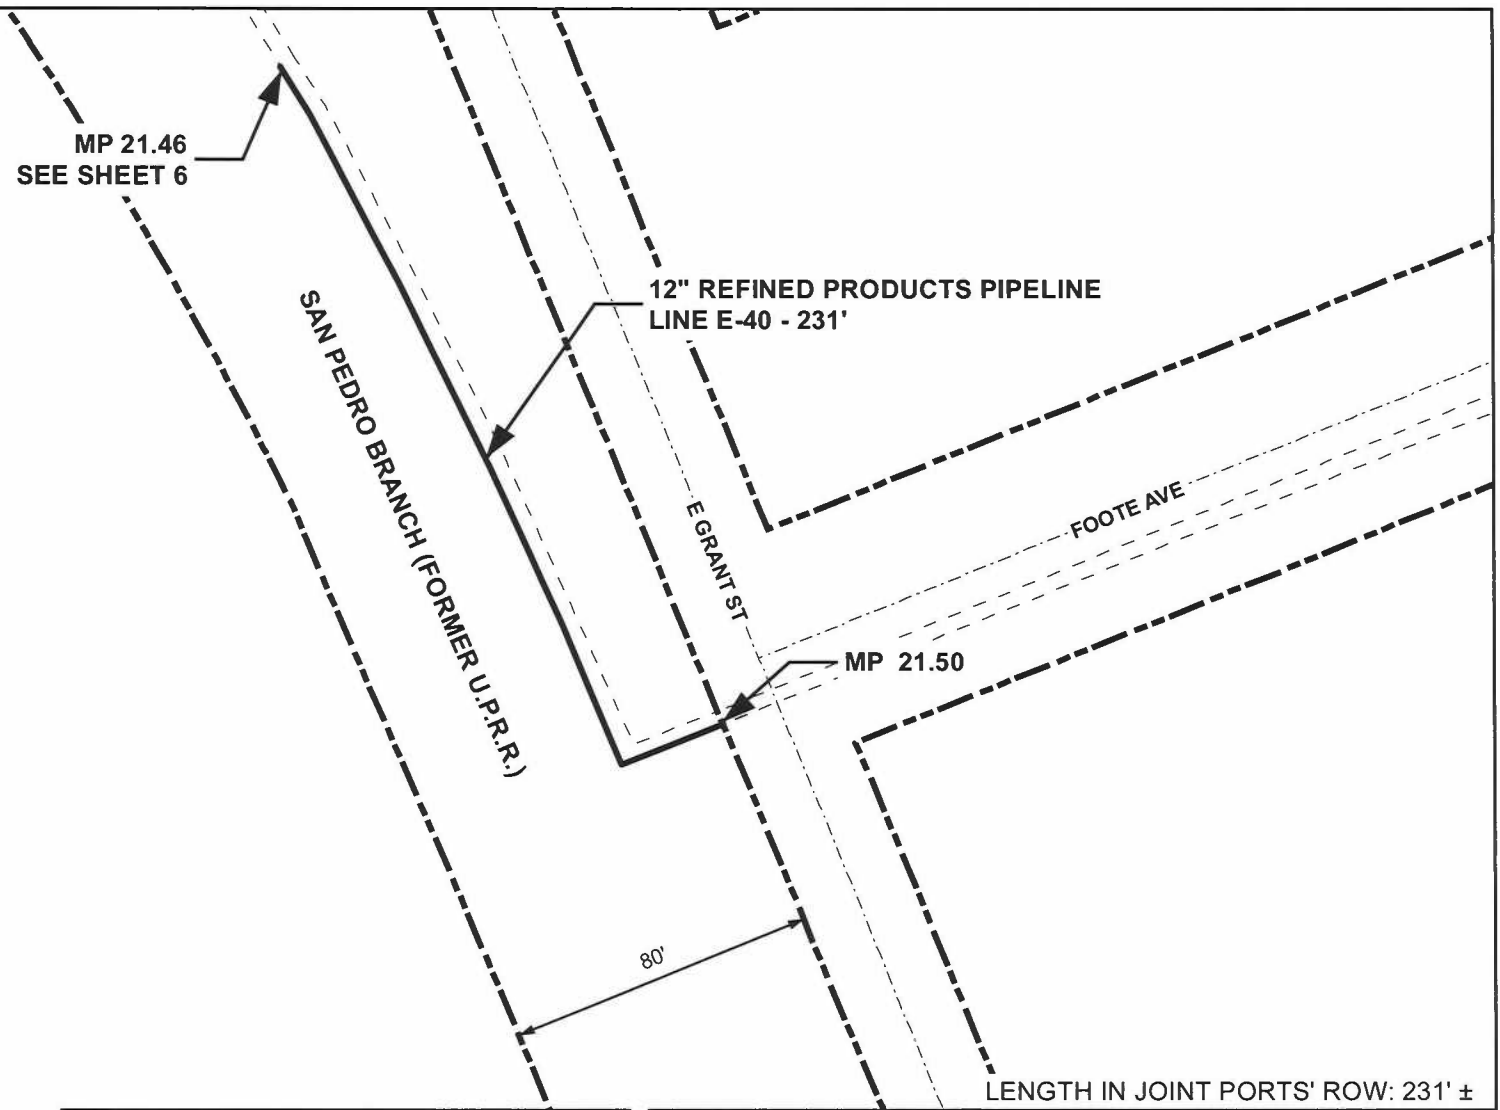 MP 21.46
SEE SHEET 6
12" REFINED PRODUCTS PIPELINE
LINE E-40 - 231'
SAN PEDRO BRANCH (FORMER U.P.R.R.)
E GRANT ST
FOOTE AVE
MP 21.50
80'
LENGTH IN JOINT PORTS' ROW: 231' ±